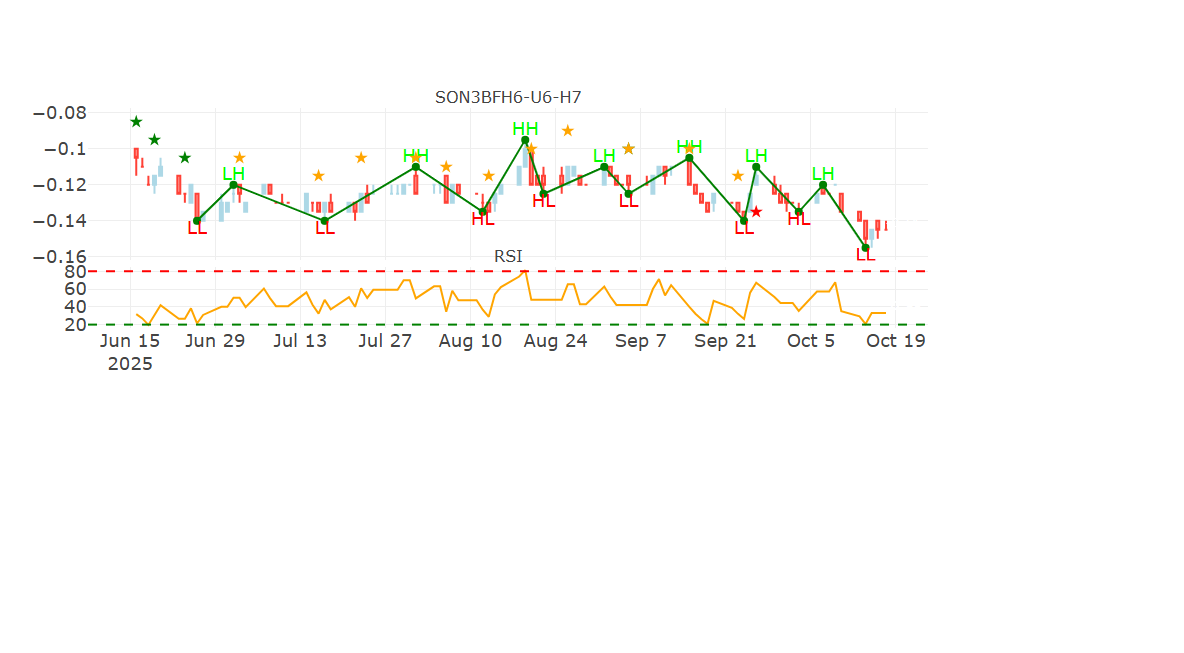 SON3BFH6-U6-H7
−0.08
−0.1
−0.12
−0.14
−0.16
LL
LH
LL
HH
HL
HH
HL
LH
LL
HH
LL
LH
HL
LH
LL
RSI
80
60
40
20
Jun 15
2025
Jun 29
Jul 13
Jul 27
Aug 10
Aug 24
Sep 7
Sep 21
Oct 5
Oct 19